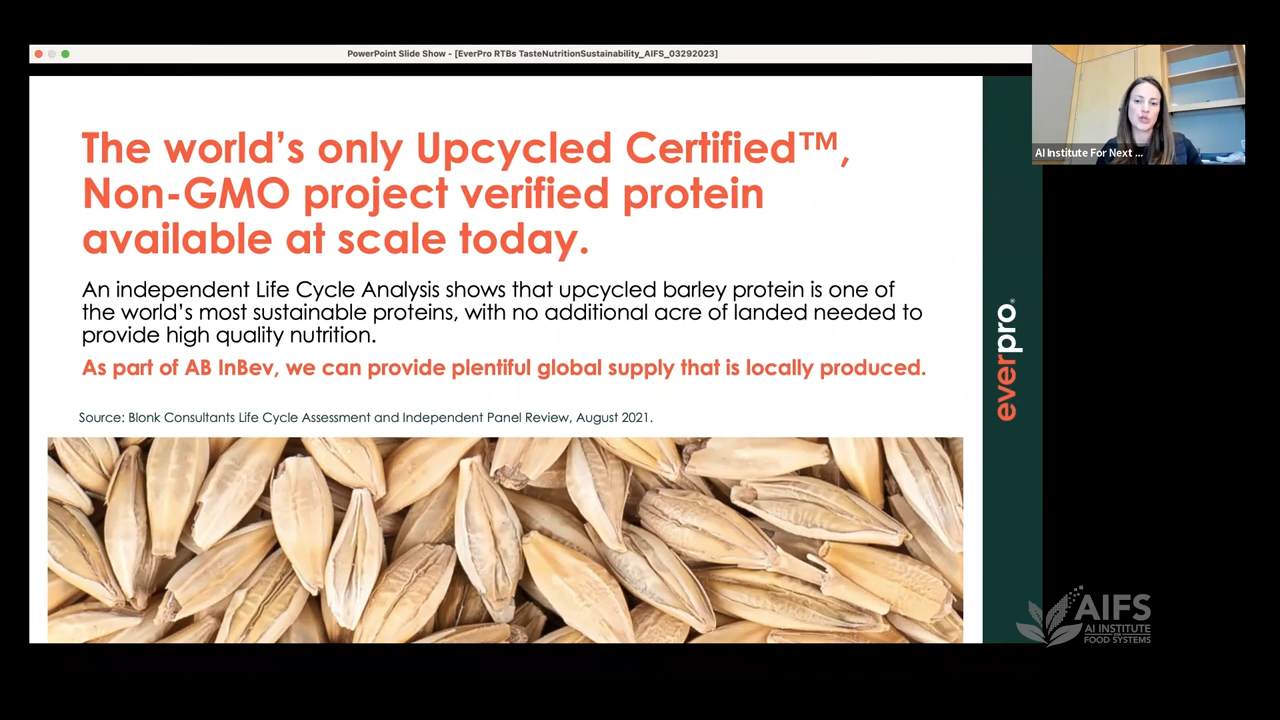 PowerPoint Slide Show - [EverPro RTBs TasteNutritionSustainability_AIFS_03292023]
AI Institute For Next ...
The world's only Upcycled Certified™,
Non-GMO project verified protein
available at scale today.
An independent Life Cycle Analysis shows that upcycled barley protein is one of
the world's most sustainable proteins, with no additional acre of landed needed to
provide high quality nutrition.
As part of AB InBev, we can provide plentiful global supply that is locally produced.
Source: Blonk Consultants Life Cycle Assessment and Independent Panel Review, August 2021.
everpro®
AIFS
AI INSTITUTE
FOR
FOOD SYSTEMS